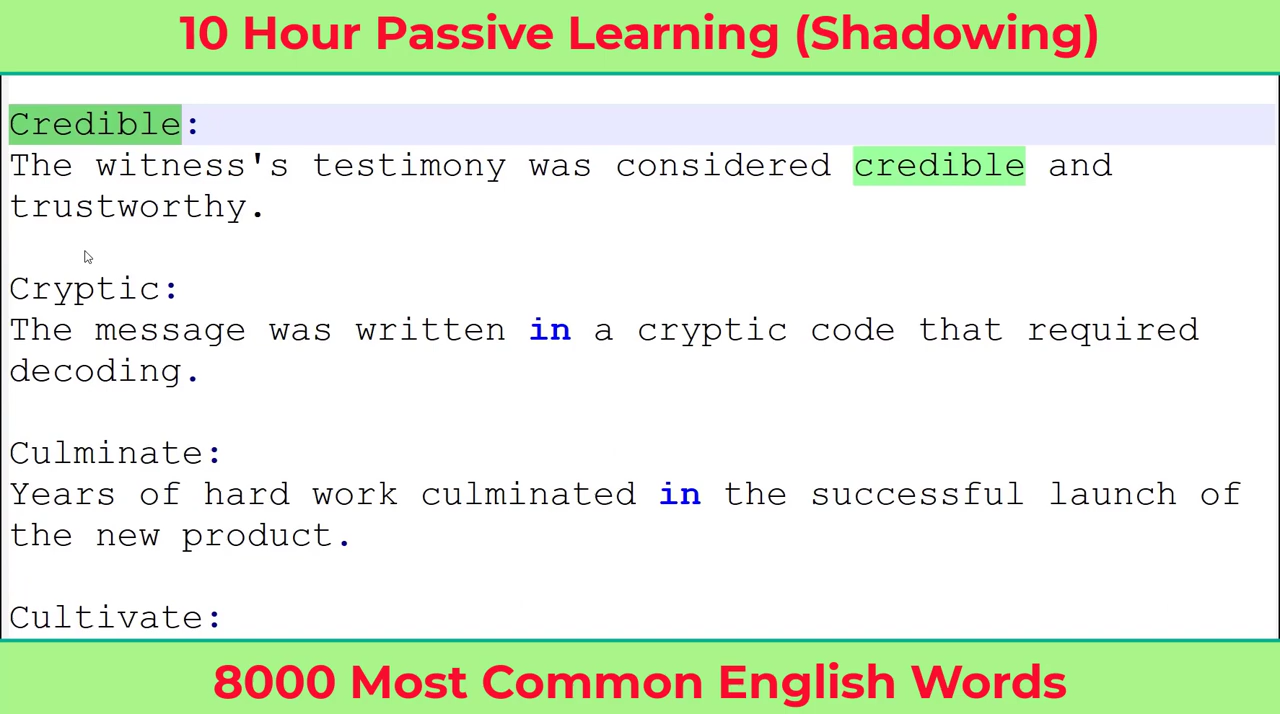 10 Hour Passive Learning (Shadowing)
Credible:
The witness's testimony was considered credible and
trustworthy.
Cryptic:
The message was written in a cryptic code that required
decoding.
Culminate:
Years of hard work culminated in the successful launch of
the new product.
Cultivate:
8000 Most Common English Words